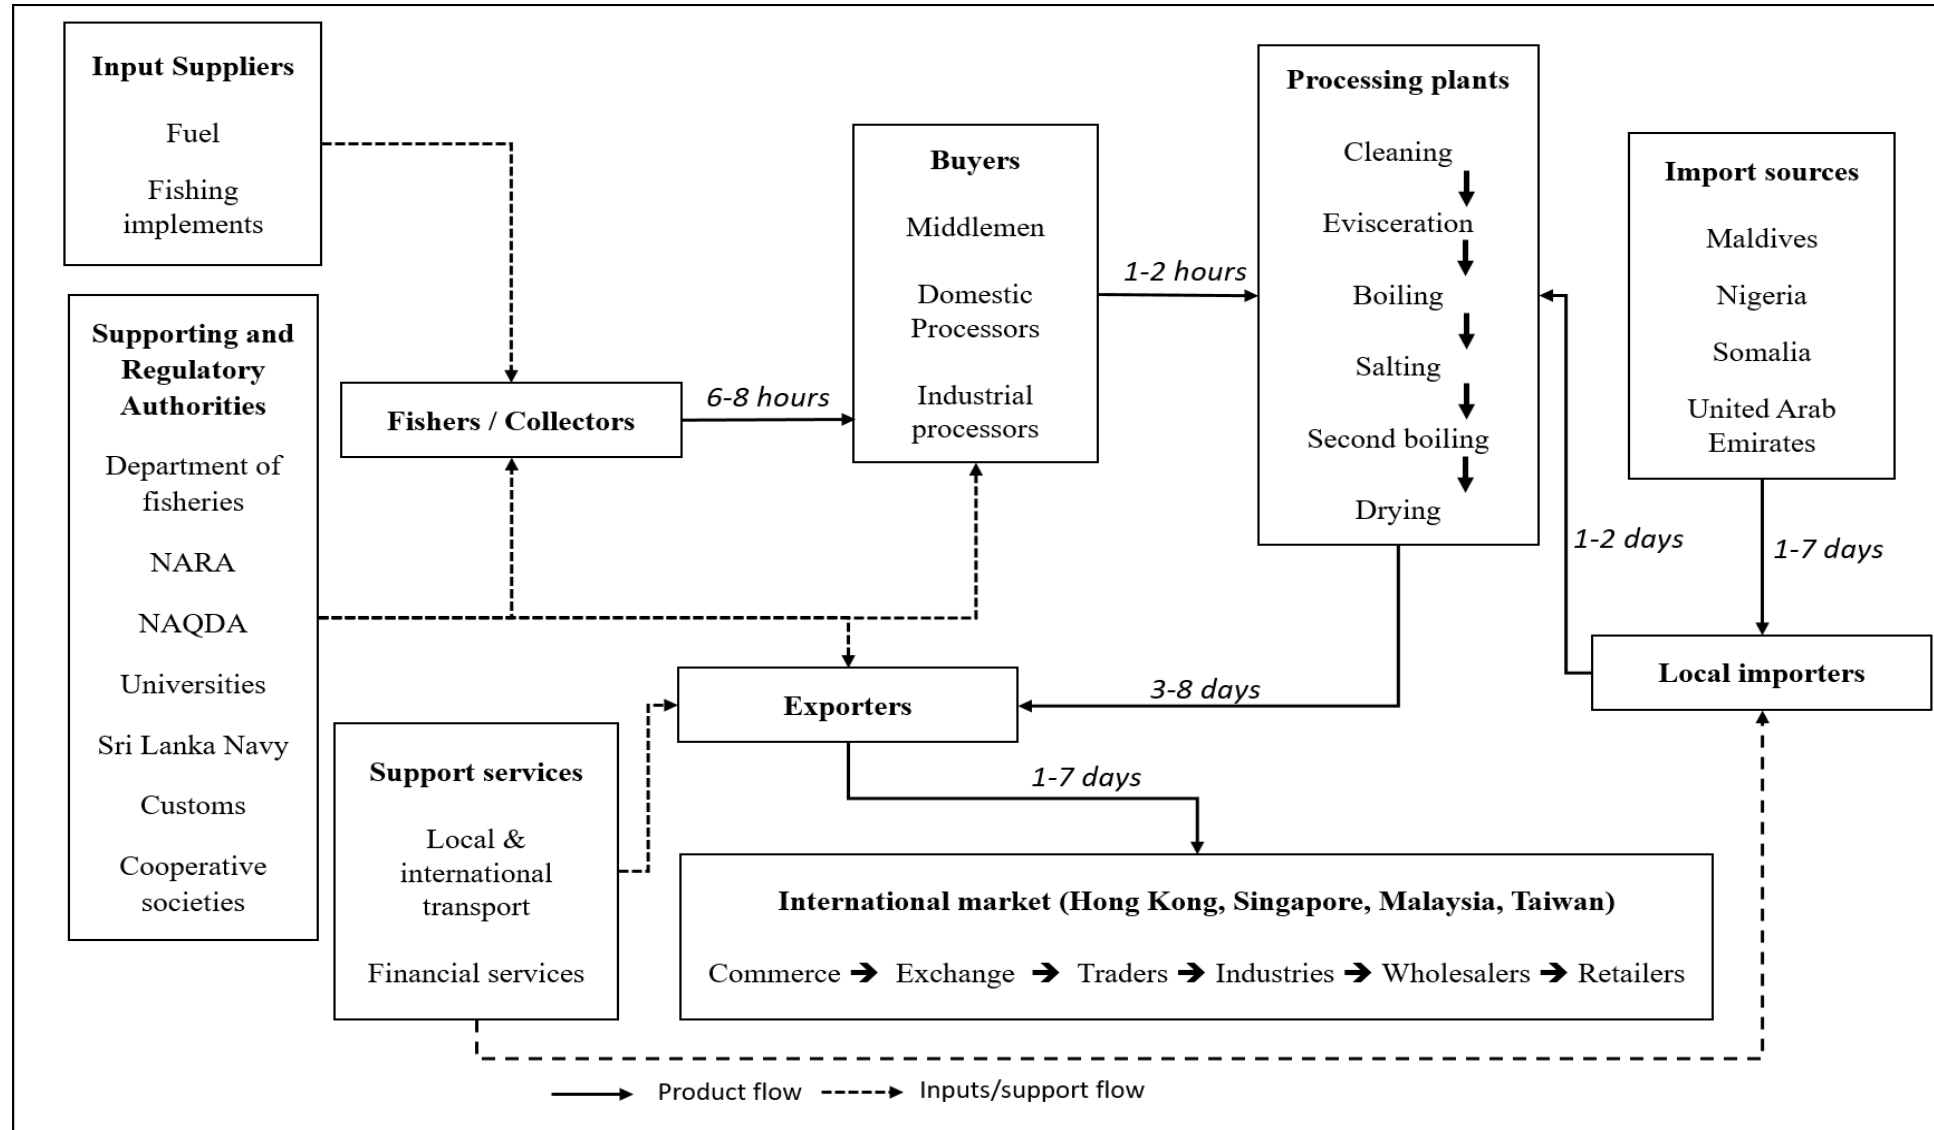 Input Suppliers
Fuel
Fishing
implements
Supporting and
Regulatory
Authorities
Department of
fisheries
NARA
NAQDA
Universities
Sri Lanka Navy
Customs
Cooperative
societies
Fishers / Collectors
6-8 hours
Buyers
Middlemen
Domestic
Processors
Industrial
processors
1-2 hours
Processing plants
Cleaning
Evisceration
Boiling
Salting
Second boiling
Drying
Import sources
Maldives
Nigeria
Somalia
United Arab
Emirates
1-2 days
1-7 days
Local importers
Exporters
3-8 days
Support services
Local &
international
transport
Financial services
1-7 days
International market (Hong Kong, Singapore, Malaysia, Taiwan)
Commerce ➔ Exchange ➔ Traders ➔ Industries ➔ Wholesalers ➔ Retailers
Product flow
Inputs/support flow